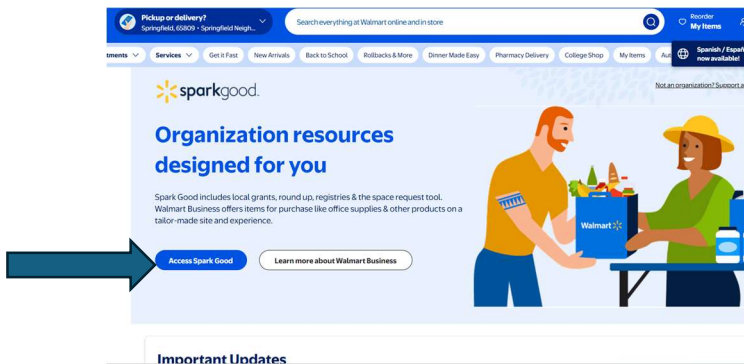 Pickup or delivery?
Springfield, 65809 • Springfield Neigh...
Search everything at Walmart online and in store
Reorder
My Items
Services
Get it Fast
New Arrivals
Back to School
Rollbacks & More
Dinner Made Easy
Pharmacy Delivery
College Shop
My Items
Spanish / Españ
now available!
sparkgood.
Not an organization? Support a
Organization resources
designed for you
Spark Good includes local grants, round up, registries & the space request tool.
Walmart Business offers items for purchase like office supplies & other products on a
tailor-made site and experience.
Walmart
Access Spark Good
Learn more about Walmart Business
Important Updates